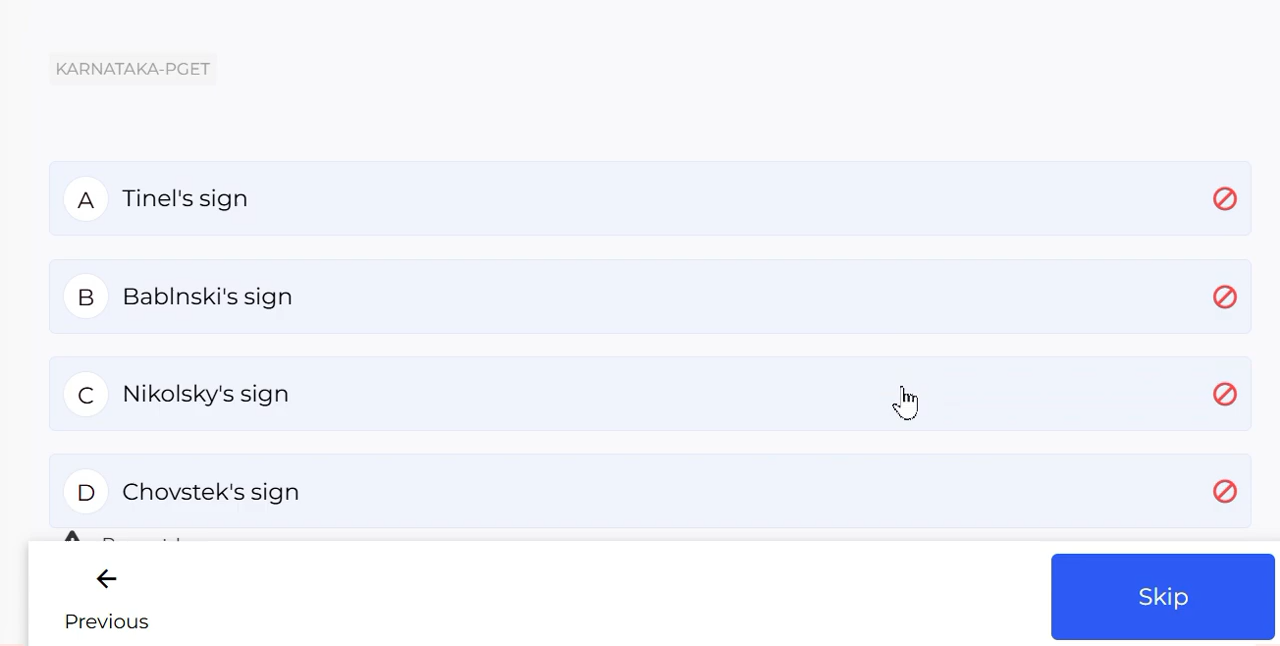 KARNATAKA-PGET
A Tinel's sign
B Bablnski's sign
C Nikolsky's sign
D Chovstek's sign
Previous
Skip